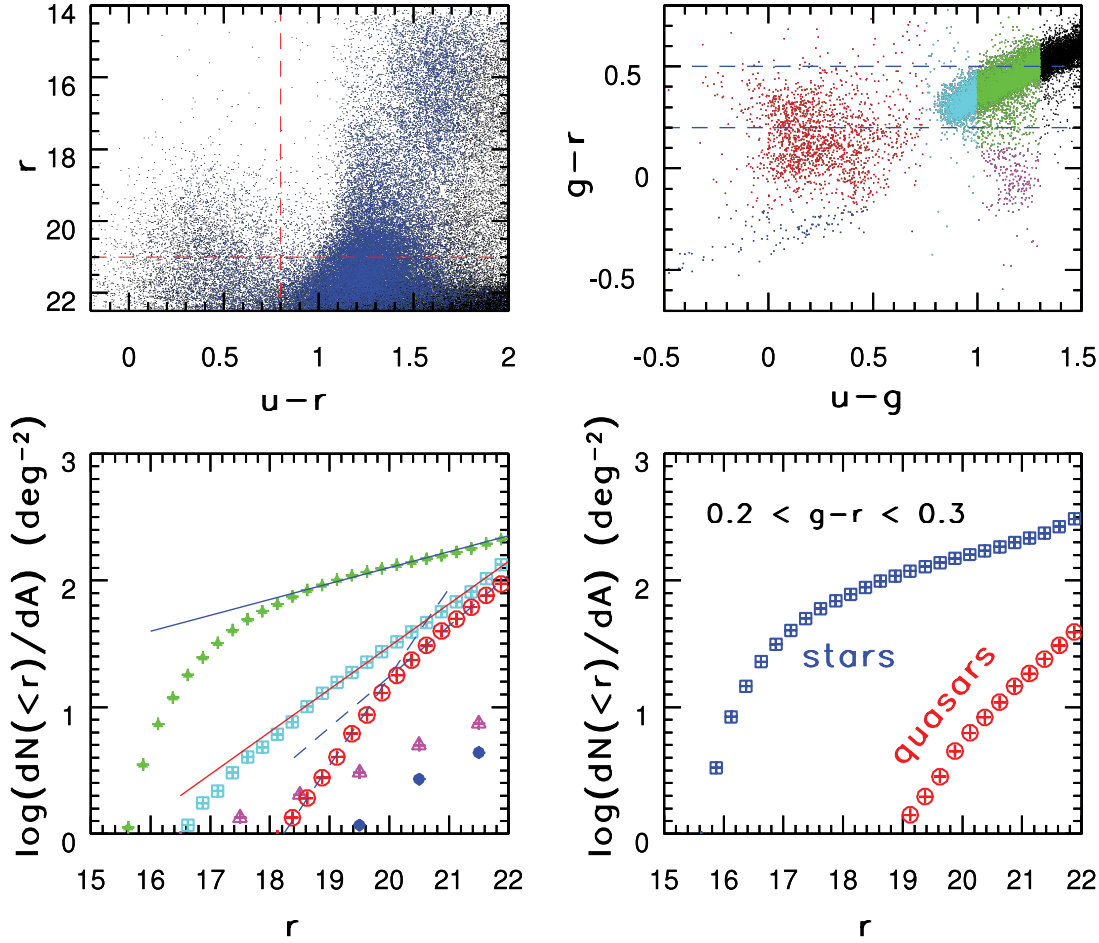 14
16
18
20
22
r
0 0.5 1 1.5 2
u-r
0.5
0
-0.5
g-r
-0.5 0 0.5 1 1.5
u-g
3
2
1
0
log(dN(<r)/dA) (deg⁻²)
15 16 17 18 19 20 21 22
r
3
2
1
0
log(dN(<r)/dA) (deg⁻²)
0.2 < g-r < 0.3
stars
quasars
15 16 17 18 19 20 21 22
r